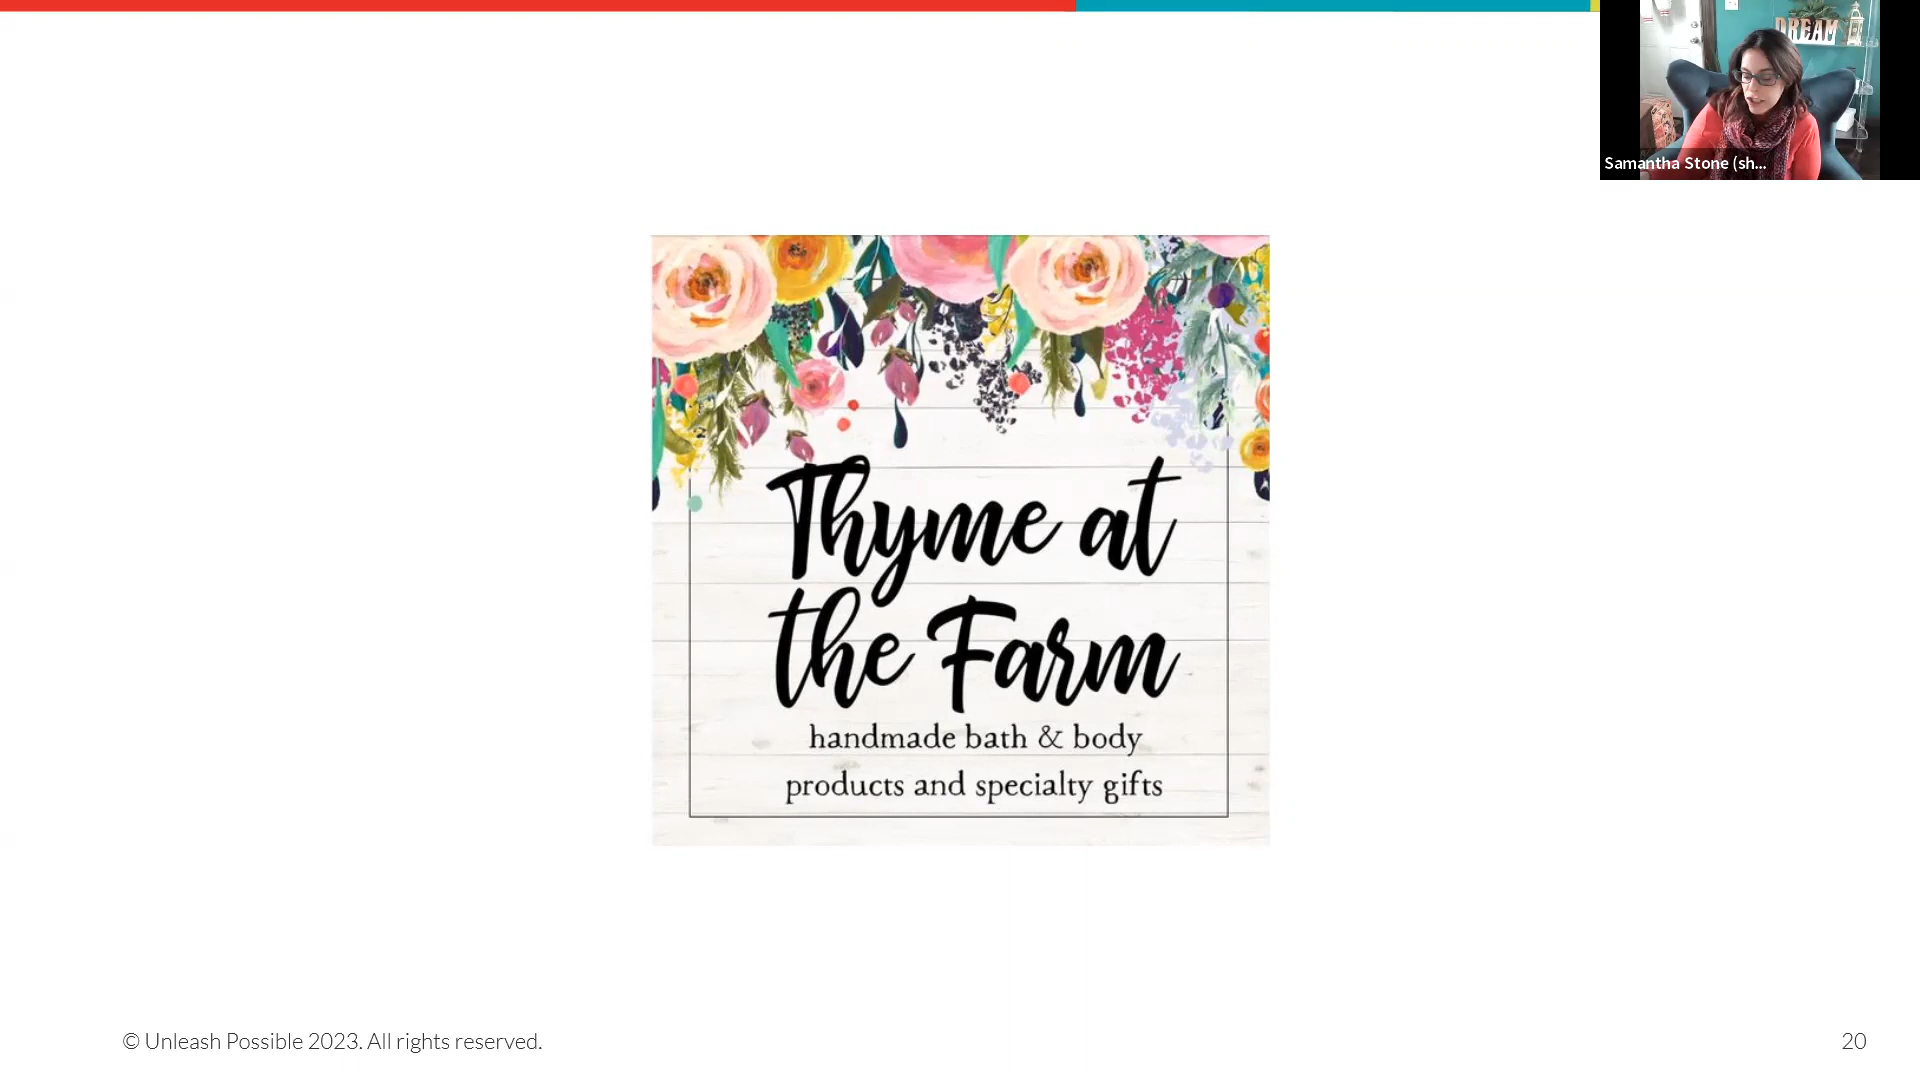 DREAM
Samantha Stone (sh...
Thyme at
the Farm
handmade bath & body
products and specialty gifts
© Unleash Possible 2023. All rights reserved.
20